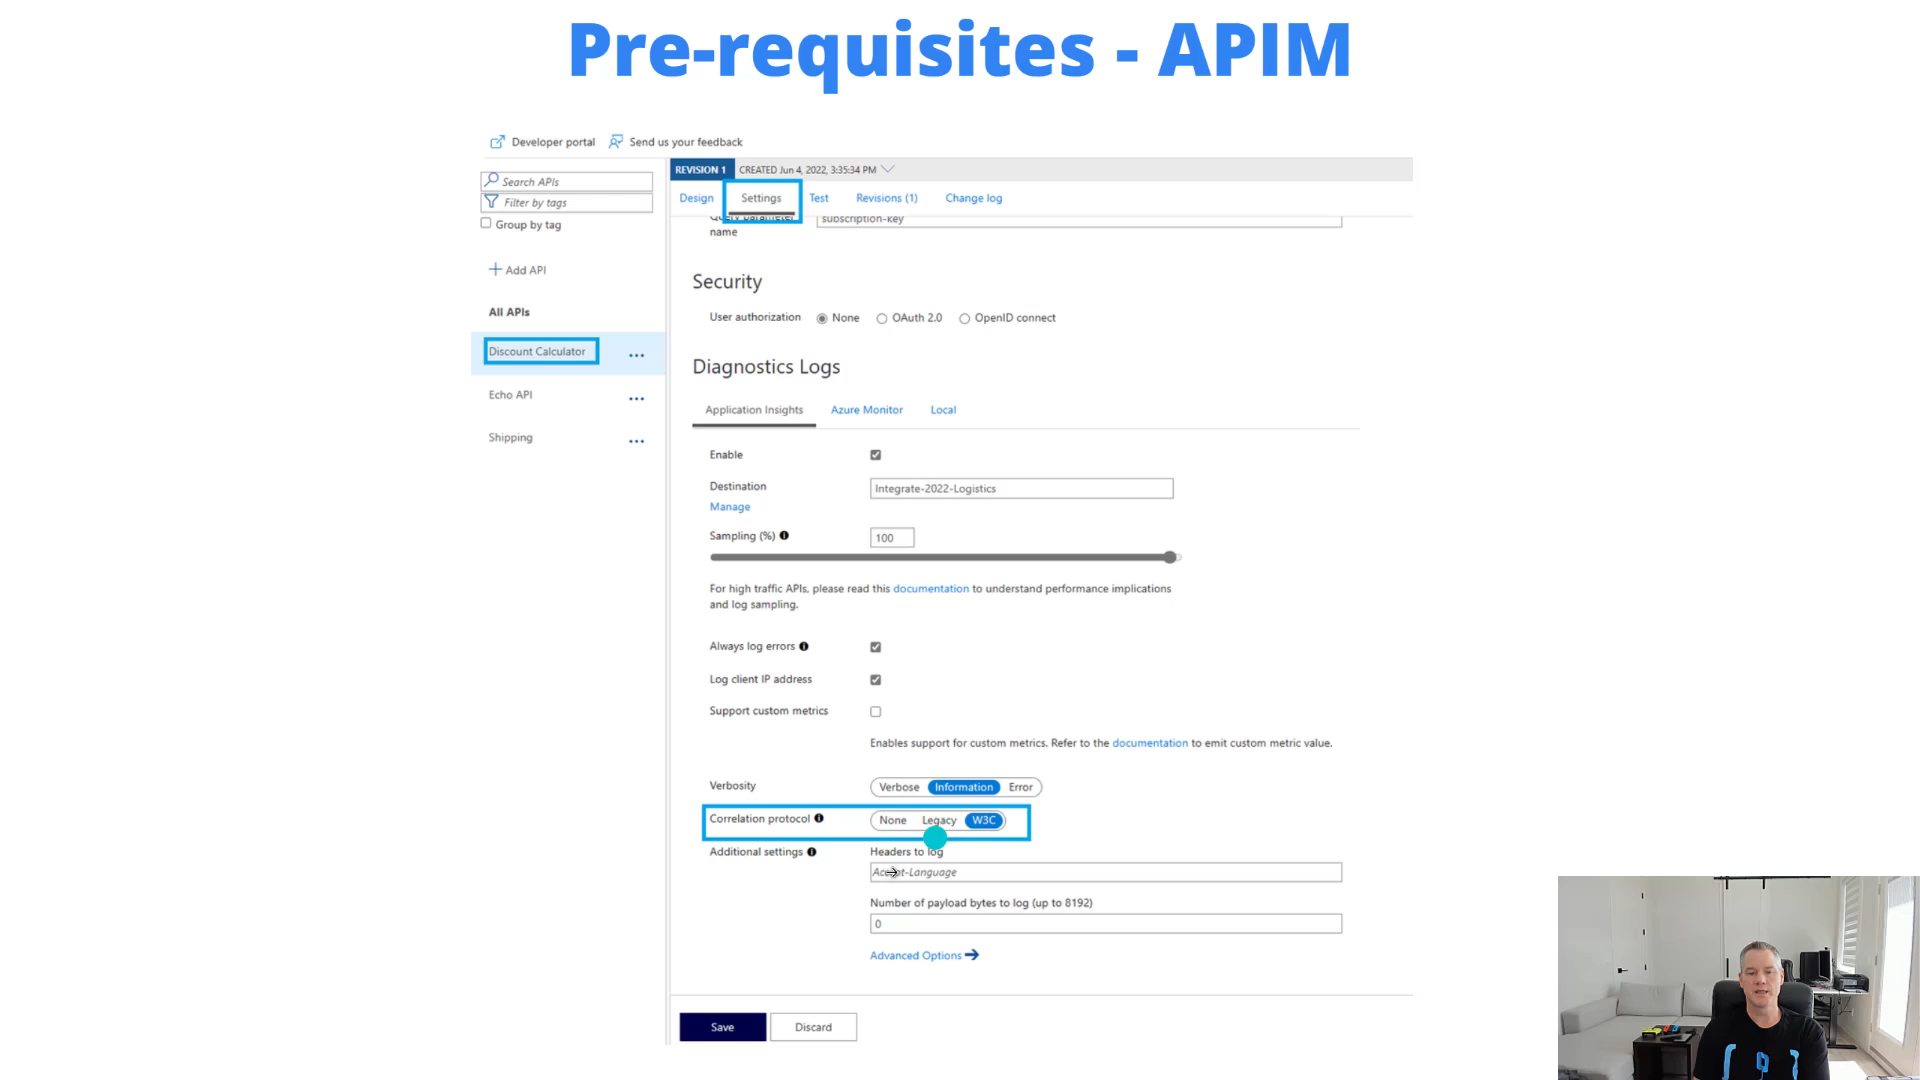 Pre-requisites - APIM
Developer portal Send us your feedback
Search APIs
Filter by tags
Group by tag
Add API
All APIs
Discount Calculator ...
Echo API ...
Shipping ...
REVISION 1 CREATED Jun 4, 2022, 3:35:34 PM
Design Settings Test Revisions (1) Change log
Query parameter name
subscription-key
Security
User authorization None OAuth 2.0 OpenID connect
Diagnostics Logs
Application Insights Azure Monitor Local
Enable
Destination Integrate-2022-Logistics
Manage
Sampling (%) 100
For high traffic APIs, please read this documentation to understand performance implications
and log sampling.
Always log errors
Log client IP address
Support custom metrics
Enables support for custom metrics. Refer to the documentation to emit custom metric value.
Verbosity Verbose Information Error
Correlation protocol None Legacy W3C
Additional settings Headers to log
Accept-Language
Number of payload bytes to log (up to 8192)
0
Advanced Options
Save Discard